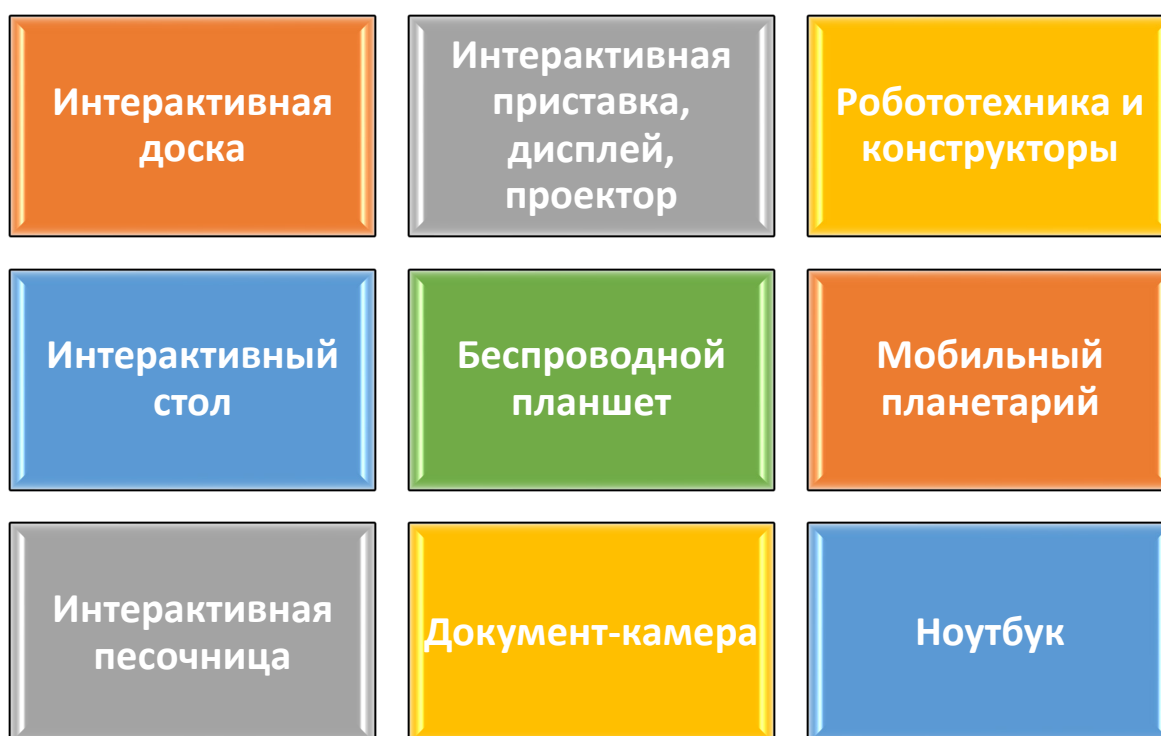 Интерактивная
доска
Интерактивная
приставка,
дисплей,
проектор
Робототехника и
конструкторы
Интерактивный
стол
Беспроводной
планшет
Мобильный
планетарий
Интерактивная
песочница
Документ-камера
Ноутбук